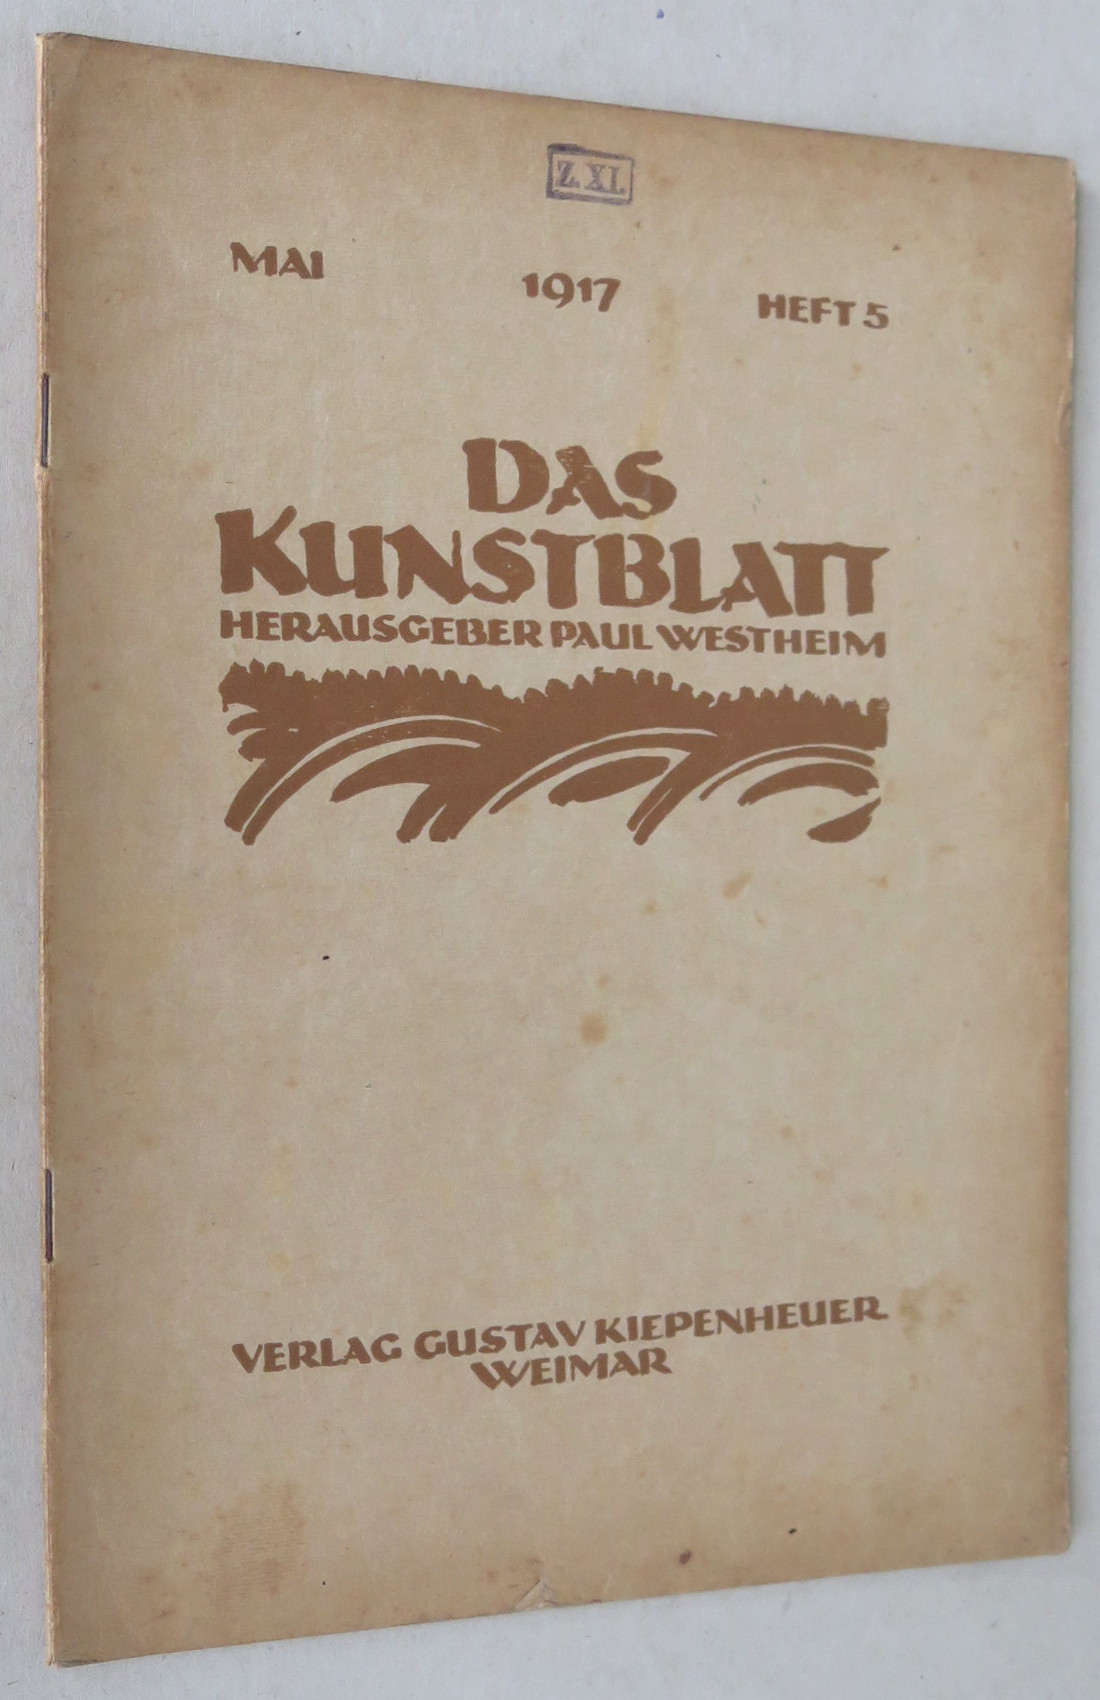 Z. XI.
MAI 1917 HEFT 5
DAS
KUNSTBLATT
HERAUSGEBER PAUL WESTHEIM
VERLAG GUSTAV KIEPENHEUER
WEIMAR